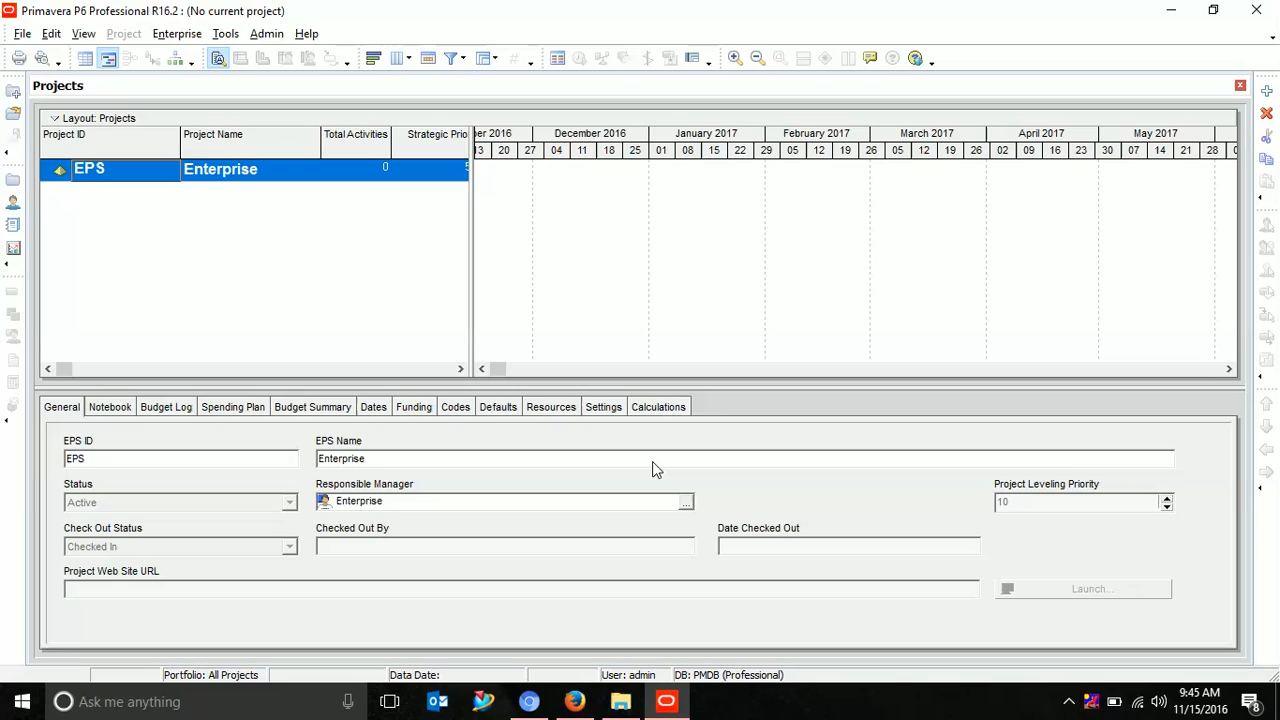 Primavera P6 Professional R16.2 : (No current project)
File Edit View Project Enterprise Tools Admin Help
Projects
Layout: Projects
Project ID Project Name Total Activities Strategic Prio
er 2016 December 2016 January 2017 February 2017 March 2017 April 2017 May 2017
13 20 27 04 11 18 25 01 08 15 22 29 05 12 19 26 05 12 19 26 02 09 16 23 30 07 14 21 28
EPS Enterprise 0 5
General Notebook Budget Log Spending Plan Budget Summary Dates Funding Codes Defaults Resources Settings Calculations
EPS ID EPS Name
EPS Enterprise
Status Responsible Manager Project Leveling Priority
Active Enterprise ... 10
Check Out Status Checked Out By Date Checked Out
Checked In
Project Web Site URL
Launch...
Portfolio: All Projects Data Date: User: admin DB: PMDB (Professional)
Ask me anything
9:45 AM
11/15/2016
8